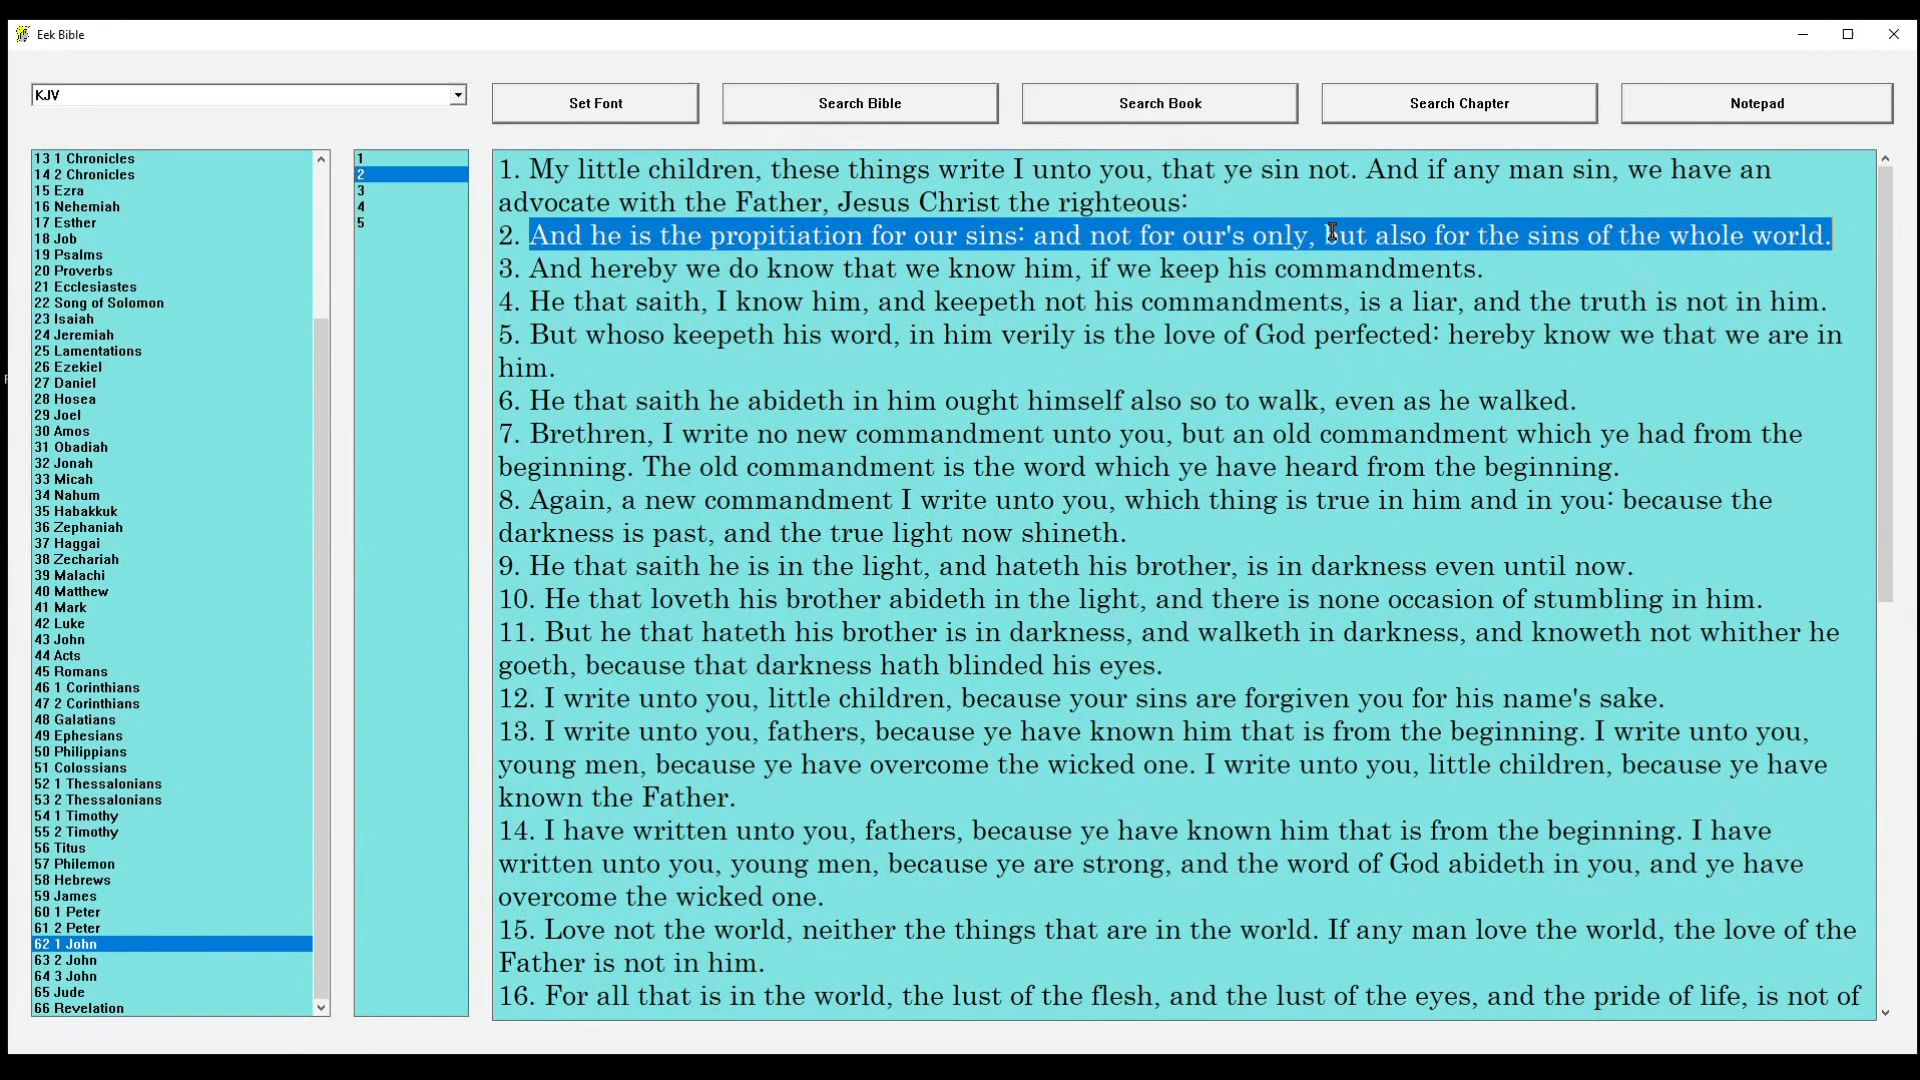 Eek Bible
KJV
Set Font
Search Bible
Search Book
Search Chapter
Notepad
13 1 Chronicles
14 2 Chronicles
15 Ezra
16 Nehemiah
17 Esther
18 Job
19 Psalms
20 Proverbs
21 Ecclesiastes
22 Song of Solomon
23 Isaiah
24 Jeremiah
25 Lamentations
26 Ezekiel
27 Daniel
28 Hosea
29 Joel
30 Amos
31 Obadiah
32 Jonah
33 Micah
34 Nahum
35 Habakkuk
36 Zephaniah
37 Haggai
38 Zechariah
39 Malachi
40 Matthew
41 Mark
42 Luke
43 John
44 Acts
45 Romans
46 1 Corinthians
47 2 Corinthians
48 Galatians
49 Ephesians
50 Philippians
51 Colossians
52 1 Thessalonians
53 2 Thessalonians
54 1 Timothy
55 2 Timothy
56 Titus
57 Philemon
58 Hebrews
59 James
60 1 Peter
61 2 Peter
62 1 John
63 2 John
64 3 John
65 Jude
66 Revelation
1
2
3
4
5
1. My little children, these things write I unto you, that ye sin not. And if any man sin, we have an
advocate with the Father, Jesus Christ the righteous:
2. And he is the propitiation for our sins: and not for our's only, but also for the sins of the whole world.
3. And hereby we do know that we know him, if we keep his commandments.
4. He that saith, I know him, and keepeth not his commandments, is a liar, and the truth is not in him.
5. But whoso keepeth his word, in him verily is the love of God perfected: hereby know we that we are in
him.
6. He that saith he abideth in him ought himself also so to walk, even as he walked.
7. Brethren, I write no new commandment unto you, but an old commandment which ye had from the
beginning. The old commandment is the word which ye have heard from the beginning.
8. Again, a new commandment I write unto you, which thing is true in him and in you: because the
darkness is past, and the true light now shineth.
9. He that saith he is in the light, and hateth his brother, is in darkness even until now.
10. He that loveth his brother abideth in the light, and there is none occasion of stumbling in him.
11. But he that hateth his brother is in darkness, and walketh in darkness, and knoweth not whither he
goeth, because that darkness hath blinded his eyes.
12. I write unto you, little children, because your sins are forgiven you for his name's sake.
13. I write unto you, fathers, because ye have known him that is from the beginning. I write unto you,
young men, because ye have overcome the wicked one. I write unto you, little children, because ye have
known the Father.
14. I have written unto you, fathers, because ye have known him that is from the beginning. I have
written unto you, young men, because ye are strong, and the word of God abideth in you, and ye have
overcome the wicked one.
15. Love not the world, neither the things that are in the world. If any man love the world, the love of the
Father is not in him.
16. For all that is in the world, the lust of the flesh, and the lust of the eyes, and the pride of life, is not of